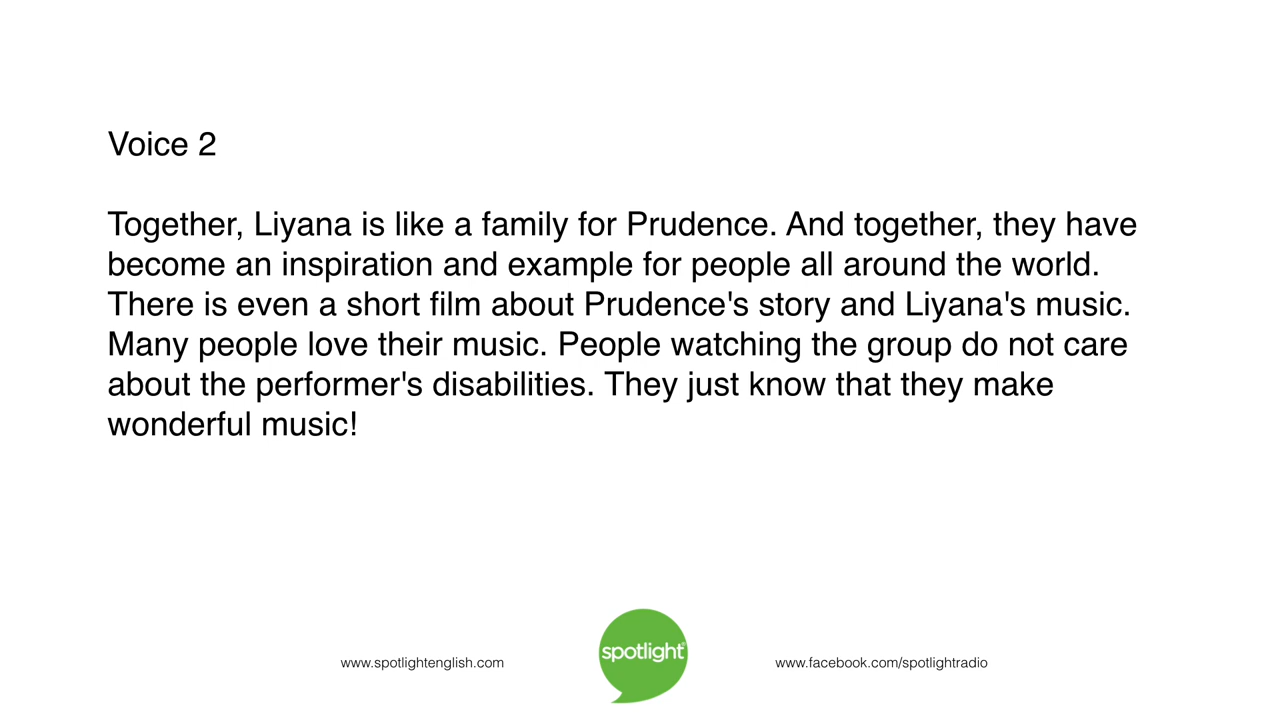 Voice 2
Together, Liyana is like a family for Prudence. And together, they have
become an inspiration and example for people all around the world.
There is even a short film about Prudence's story and Liyana's music.
Many people love their music. People watching the group do not care
about the performer's disabilities. They just know that they make
wonderful music!
www.spotlightenglish.com
spotlight®
www.facebook.com/spotlightradio